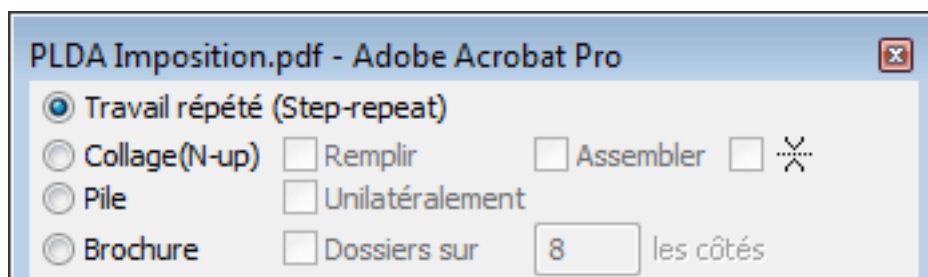 PLDA Imposition.pdf - Adobe Acrobat Pro
Travail répété (Step-repeat)
Collage(N-up) Remplir Assembler
Pile Unilatéralement
Brochure Dossiers sur 8 les côtés